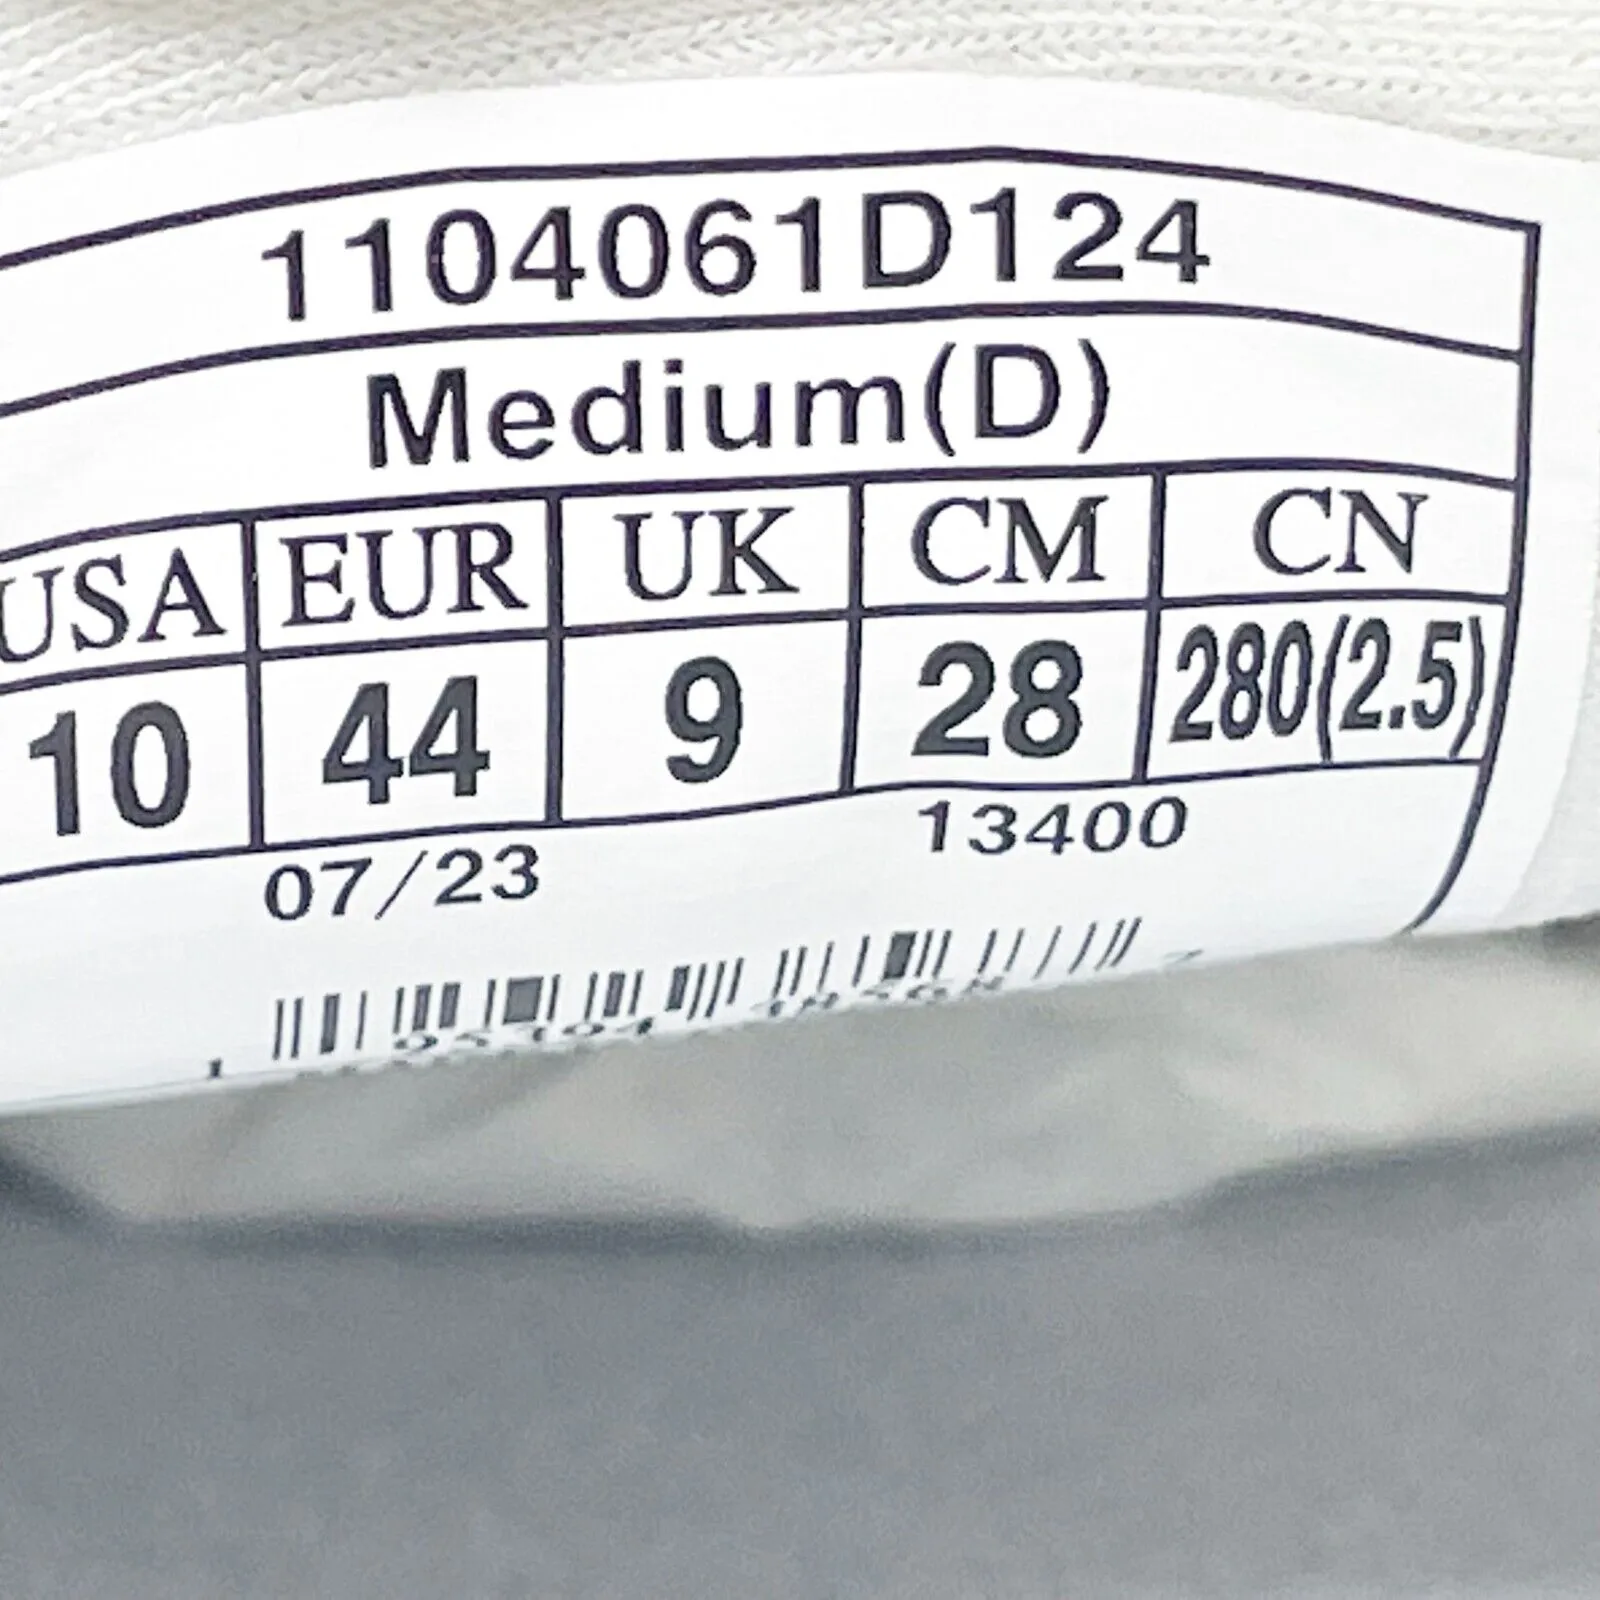 1104061D124
Medium(D)
USA EUR UK CM CN
10 44 9 28 280(2.5)
07/23 13400